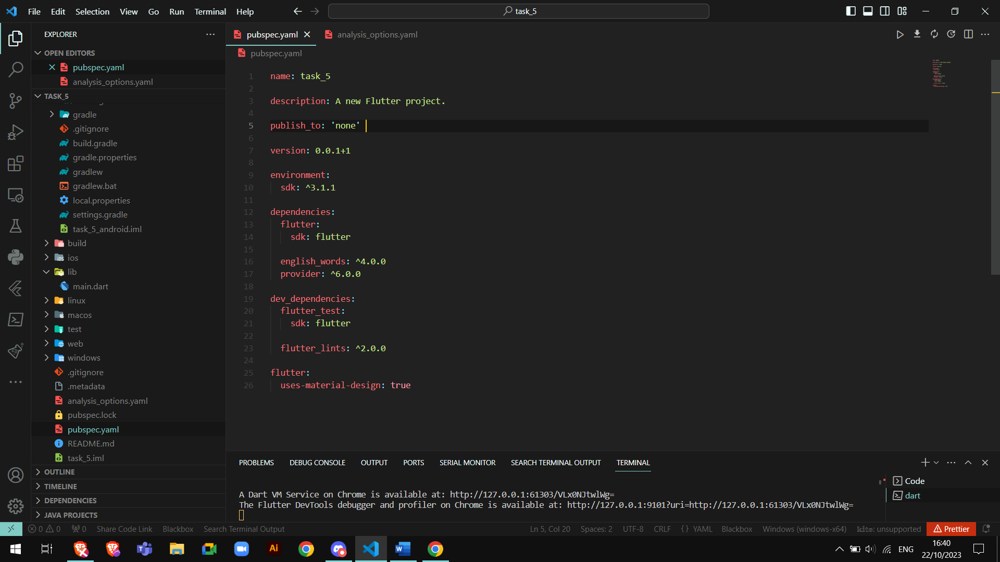 File Edit Selection View Go Run Terminal Help
task_5
EXPLORER
OPEN EDITORS
pubspec.yaml
analysis_options.yaml
TASK_5
gradle
.gitignore
build.gradle
gradle.properties
gradlew
gradlew.bat
local.properties
settings.gradle
task_5_android.iml
build
ios
lib
main.dart
linux
macos
test
web
windows
.gitignore
.metadata
analysis_options.yaml
pubspec.lock
pubspec.yaml
README.md
task_5.iml
OUTLINE
TIMELINE
DEPENDENCIES
JAVA PROJECTS
pubspec.yaml analysis_options.yaml
pubspec.yaml
1 name: task_5
2
3 description: A new Flutter project.
4
5 publish_to: 'none'
6
7 version: 0.0.1+1
8
9 environment:
10 sdk: ^3.1.1
11
12 dependencies:
13 flutter:
14 sdk: flutter
15
16 english_words: ^4.0.0
17 provider: ^6.0.0
18
19 dev_dependencies:
20 flutter_test:
21 sdk: flutter
22
23 flutter_lints: ^2.0.0
24
25 flutter:
26 uses-material-design: true
PROBLEMS DEBUG CONSOLE OUTPUT PORTS SERIAL MONITOR SEARCH TERMINAL OUTPUT TERMINAL
A Dart VM Service on Chrome is available at: http://127.0.0.1:61303/VLx0NJtwlWg=
The Flutter DevTools debugger and profiler on Chrome is available at: http://127.0.0.1:9101?uri=http://127.0.0.1:61303/VLx0NJtwlWg=
Code
dart
0 0 0 Share Code Link Blackbox Search Terminal Output Ln 5, Col 20 Spaces: 2 UTF-8 CRLF {} YAML Blackbox Windows (windows-x64) kite: unsupported Prettier
ENG
16:40
22/10/2023